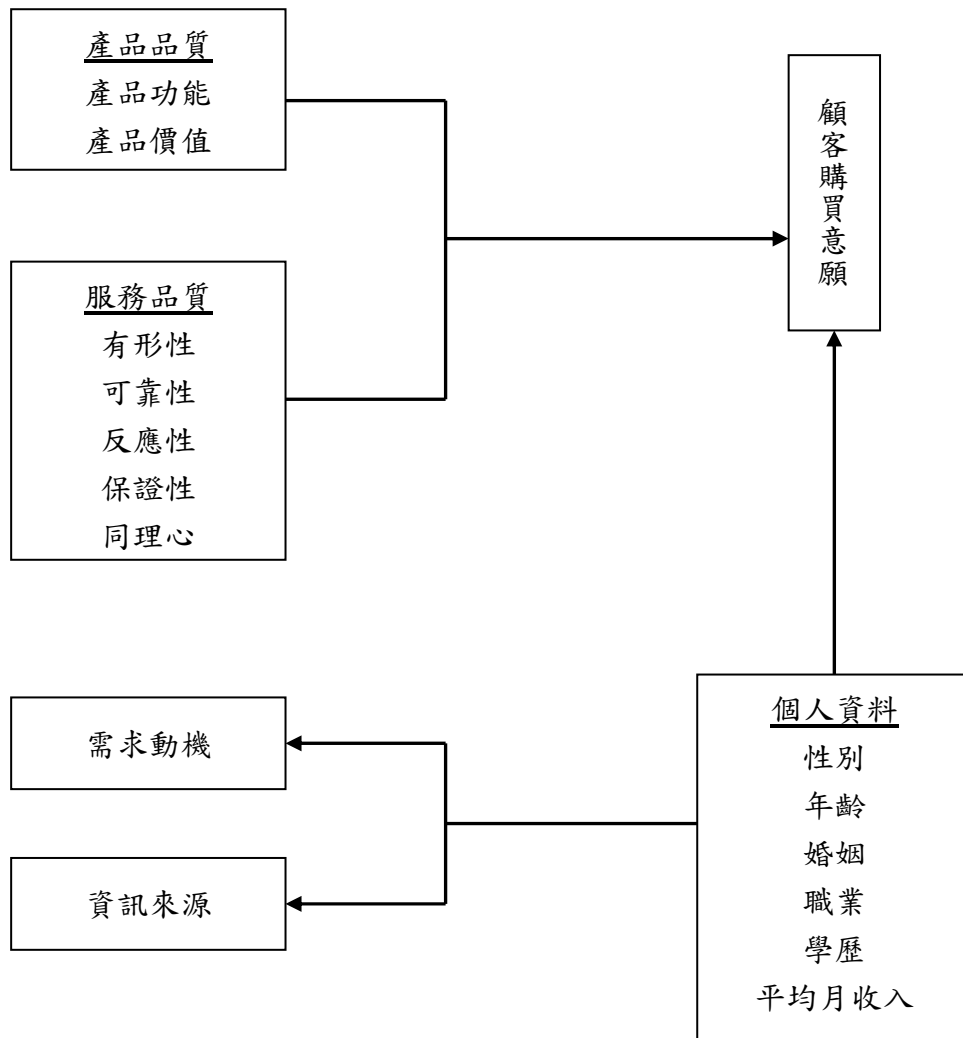 產品品質
產品功能
產品價值
顧客購買意願
服務品質
有形性
可靠性
反應性
保證性
同理心
需求動機
資訊來源
個人資料
性別
年齡
婚姻
職業
學歷
平均月收入